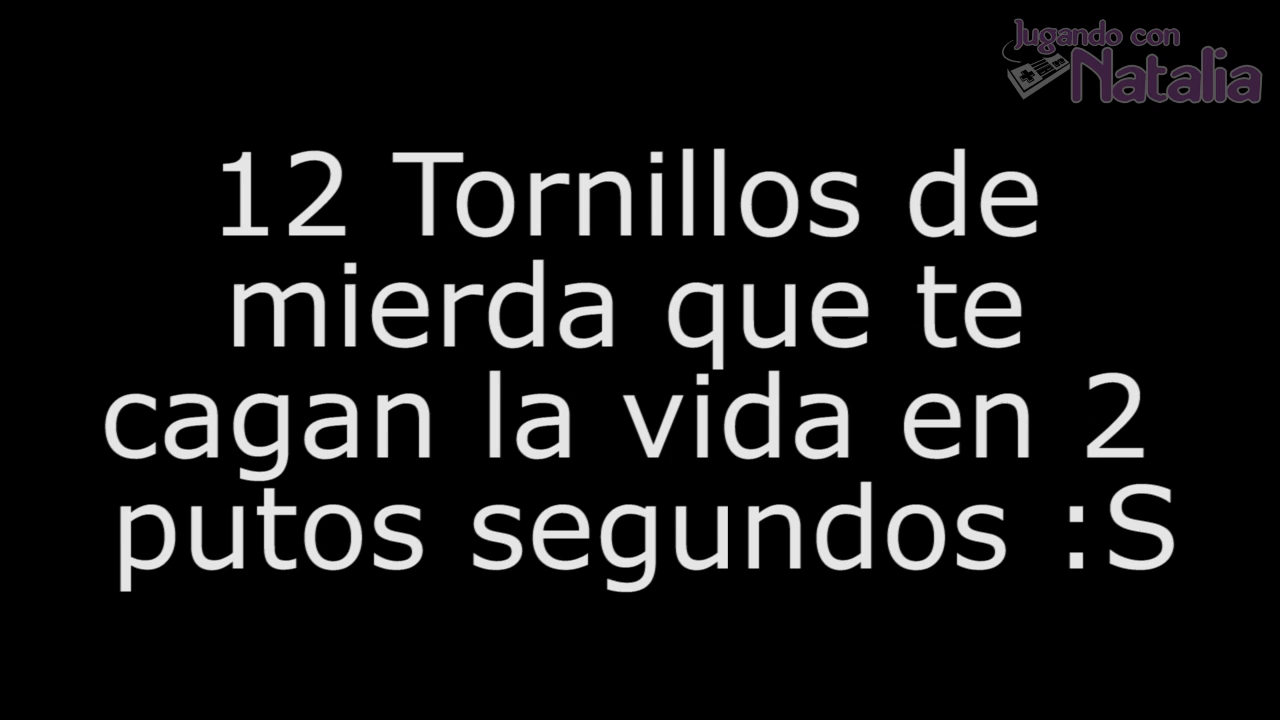 Jugando con
Natalia
12 Tornillos de
mierda que te
cagan la vida en 2
putos segundos :S